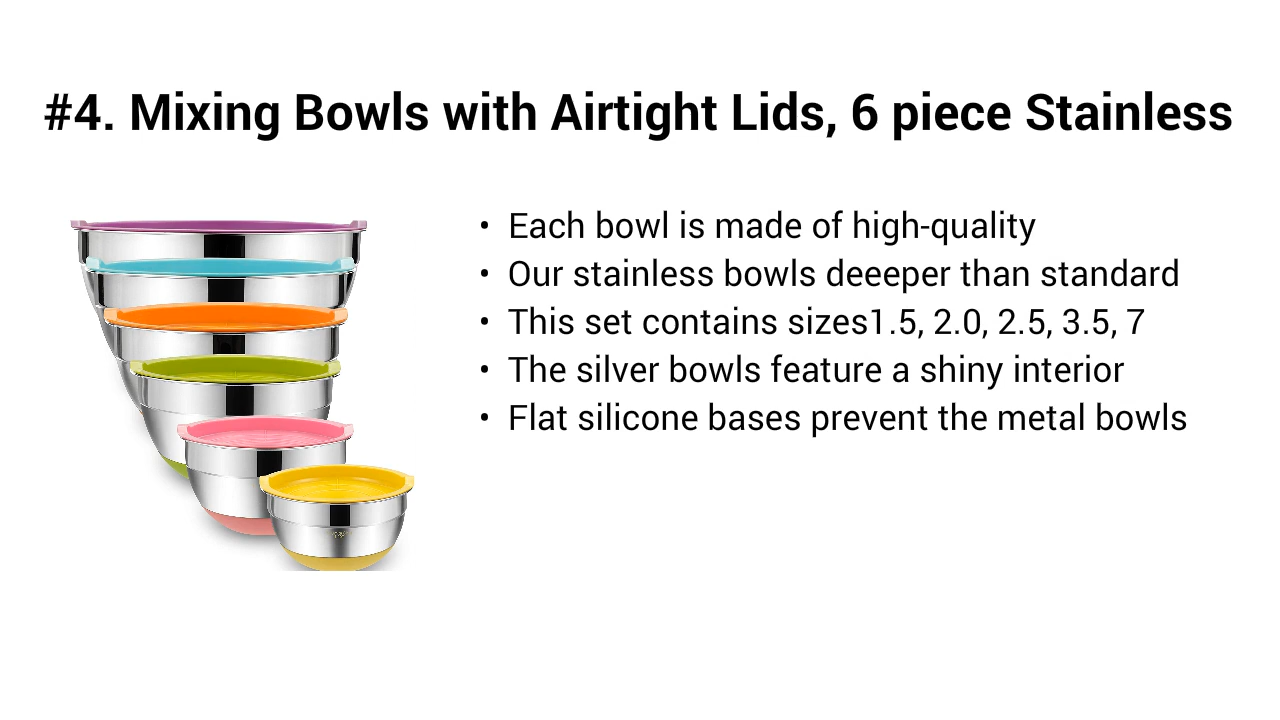 #4. Mixing Bowls with Airtight Lids, 6 piece Stainless
• Each bowl is made of high-quality
• Our stainless bowls deeeper than standard
• This set contains sizes1.5, 2.0, 2.5, 3.5, 7
• The silver bowls feature a shiny interior
• Flat silicone bases prevent the metal bowls